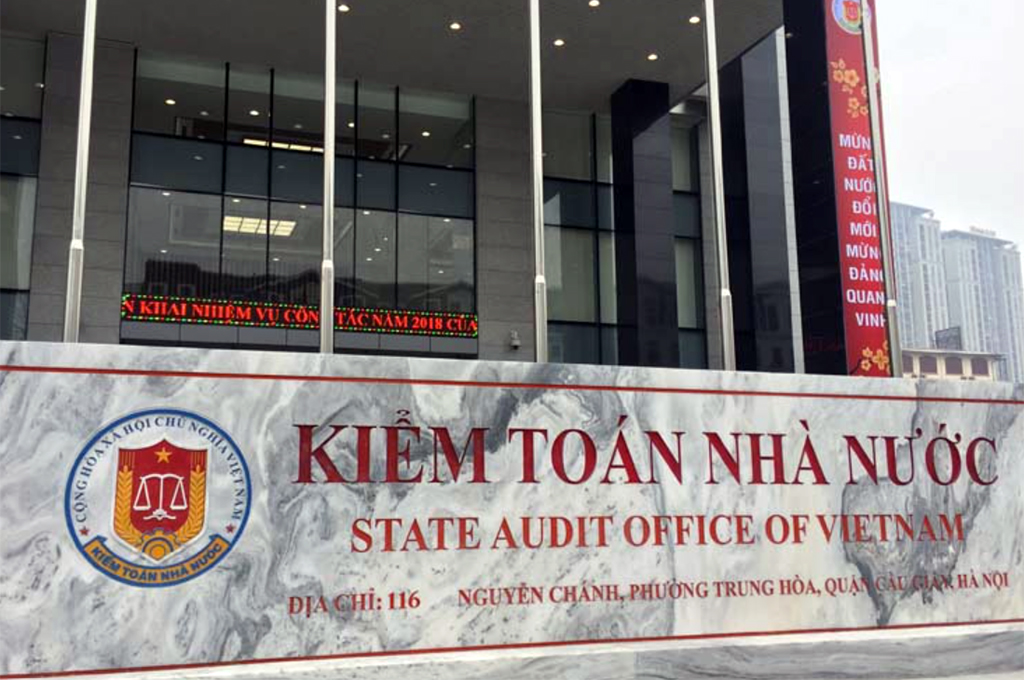 MỪNG
ĐẤT
NƯỚC
ĐỔI
MỚI
MỪNG
ĐẢNG
QUANG
VINH
KHAI NHIỆM VỤ CÔNG TÁC NĂM 2018 CỦA
CỘNG HÒA XÃ HỘI CHỦ NGHĨA VIỆT NAM
KIỂM TOÁN NHÀ NƯỚC
KIỂM TOÁN NHÀ NƯỚC
STATE AUDIT OFFICE OF VIETNAM
ĐỊA CHỈ: 116 NGUYỄN CHÁNH, PHƯỜNG TRUNG HÒA, QUẬN CẦU GIẤY, HÀ NỘI